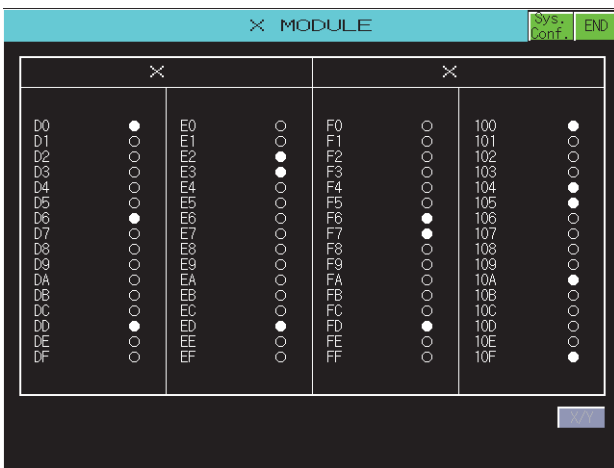 X MODULE
Sys. Conf.
END
X X
D0 E0 F0 100
D1 E1 F1 101
D2 E2 F2 102
D3 E3 F3 103
D4 E4 F4 104
D5 E5 F5 105
D6 E6 F6 106
D7 E7 F7 107
D8 E8 F8 108
D9 E9 F9 109
DA EA FA 10A
DB EB FB 10B
DC EC FC 10C
DD ED FD 10D
DE EE FE 10E
DF EF FF 10F
X/Y